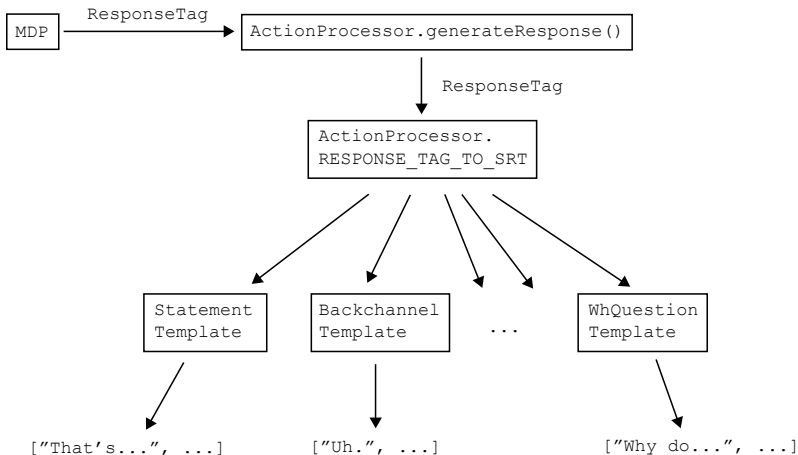 ResponseTag
MDP
ActionProcessor.generateResponse()
ResponseTag
ActionProcessor.
RESPONSE_TAG_TO_SRT
Statement
Template
Backchannel
Template
...
WhQuestion
Template
[”That's...”, ...]
[”Uh.”, ...]
[”Why do...”, ...]